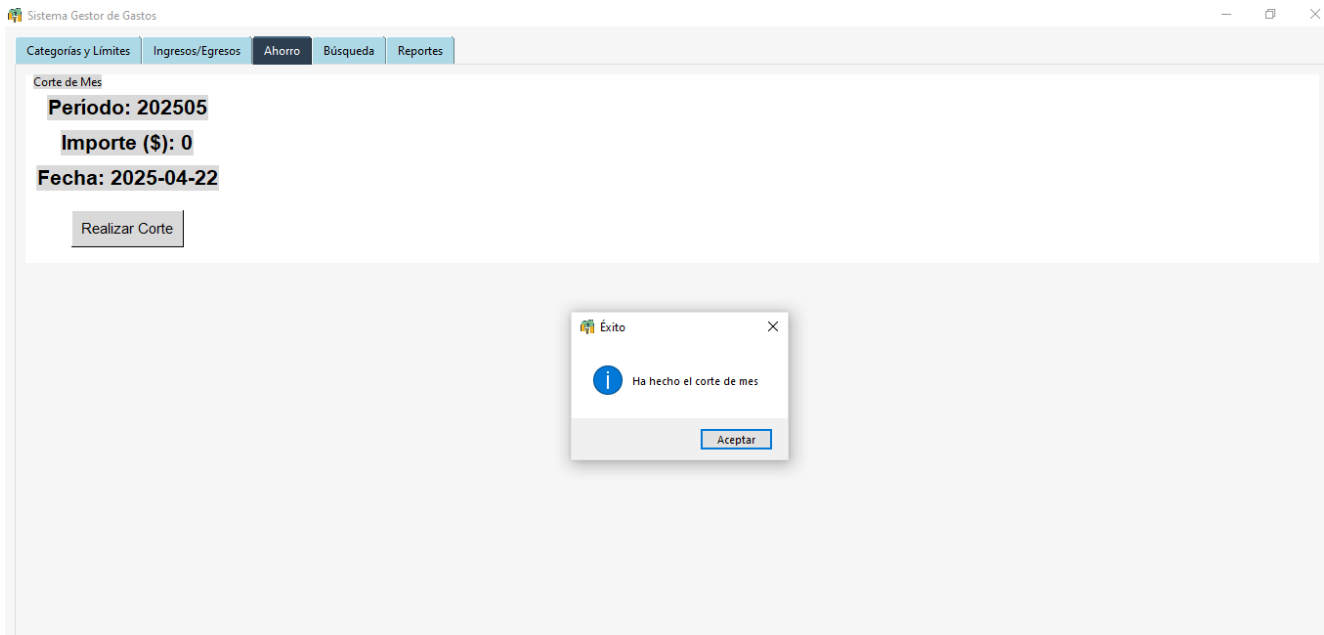 Sistema Gestor de Gastos
Categorías y Límites Ingresos/Egresos Ahorro Búsqueda Reportes
Corte de Mes
Período: 202505
Importe ($): 0
Fecha: 2025-04-22
Realizar Corte
Éxito
Ha hecho el corte de mes
Aceptar